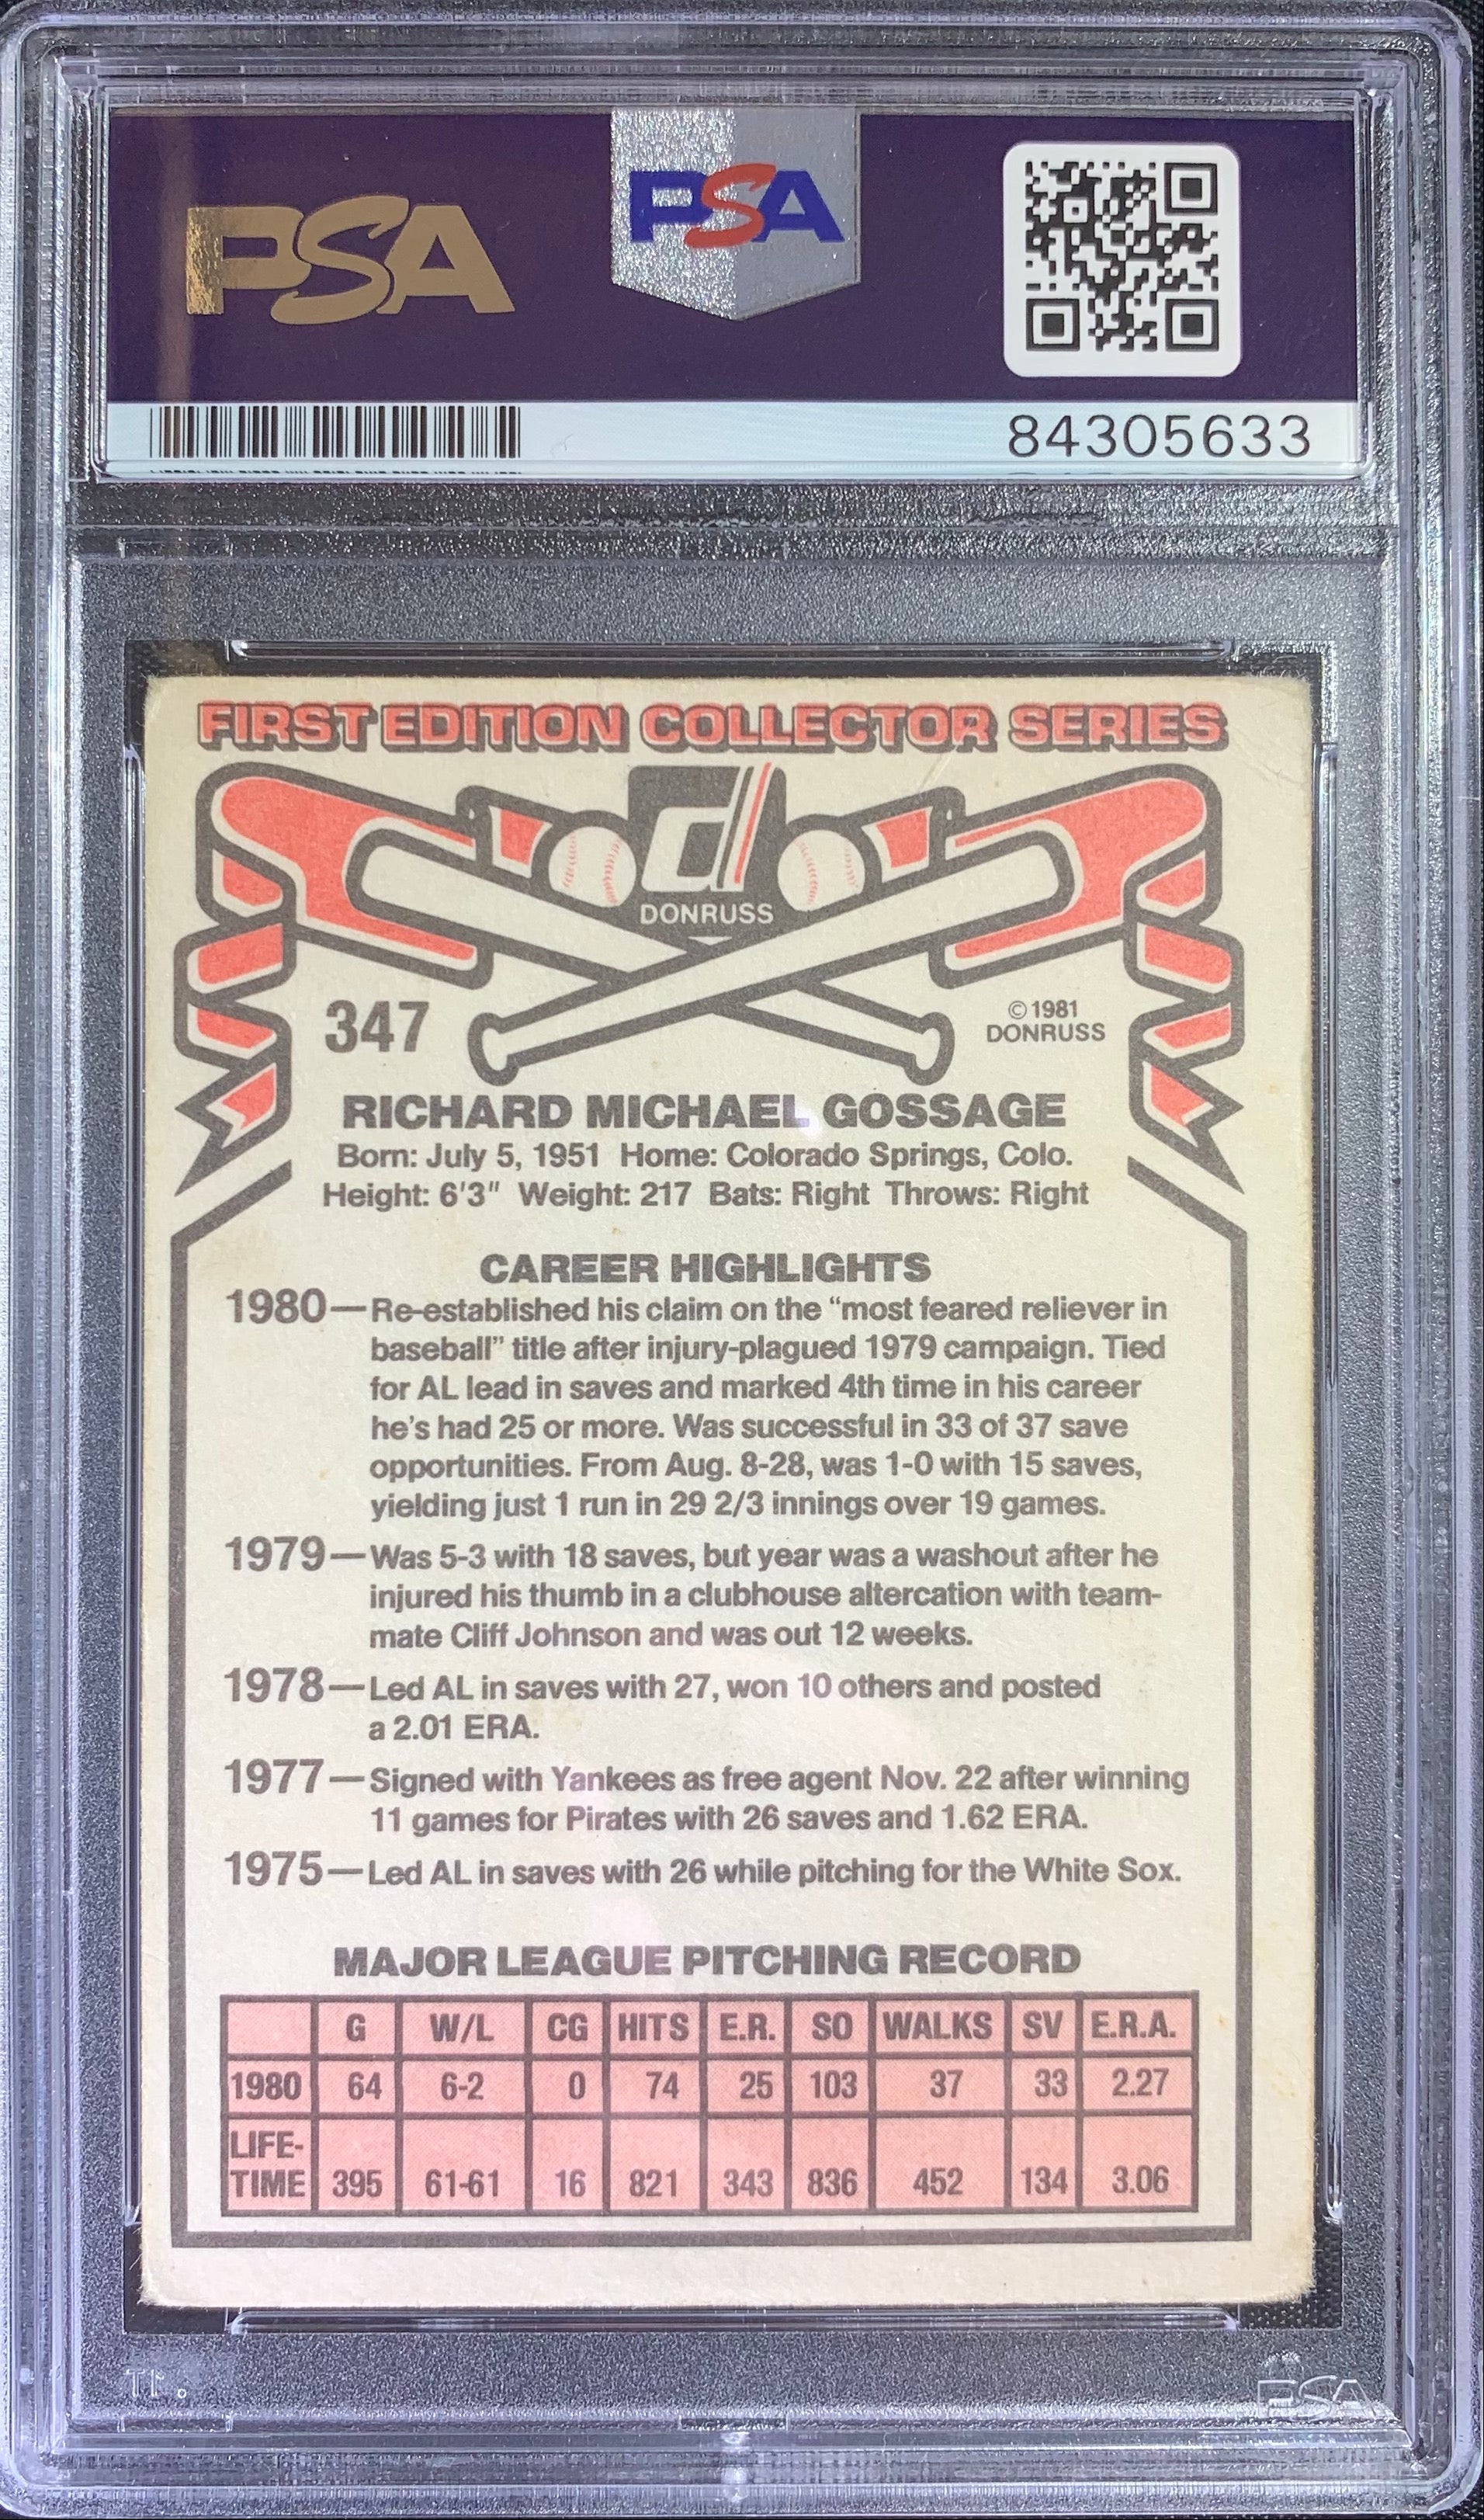 PSA
PSA
84305633
FIRST EDITION COLLECTOR SERIES
d
DONRUSS
347
©1981
DONRUSS
RICHARD MICHAEL GOSSAGE
Born: July 5, 1951 Home: Colorado Springs, Colo.
Height: 6'3" Weight: 217 Bats: Right Throws: Right
CAREER HIGHLIGHTS
1980—Re-established his claim on the “most feared reliever in
baseball” title after injury-plagued 1979 campaign. Tied
for AL lead in saves and marked 4th time in his career
he's had 25 or more. Was successful in 33 of 37 save
opportunities. From Aug. 8-28, was 1-0 with 15 saves,
yielding just 1 run in 29 2/3 innings over 19 games.
1979—Was 5-3 with 18 saves, but year was a washout after he
injured his thumb in a clubhouse altercation with team-
mate Cliff Johnson and was out 12 weeks.
1978—Led AL in saves with 27, won 10 others and posted
a 2.01 ERA.
1977—Signed with Yankees as free agent Nov. 22 after winning
11 games for Pirates with 26 saves and 1.62 ERA.
1975—Led AL in saves with 26 while pitching for the White Sox.
MAJOR LEAGUE PITCHING RECORD
G W/L CG HITS E.R. SO WALKS SV E.R.A.
1980 64 6-2 0 74 25 103 37 33 2.27
LIFE-
TIME 395 61-61 16 821 343 836 452 134 3.06
PSA